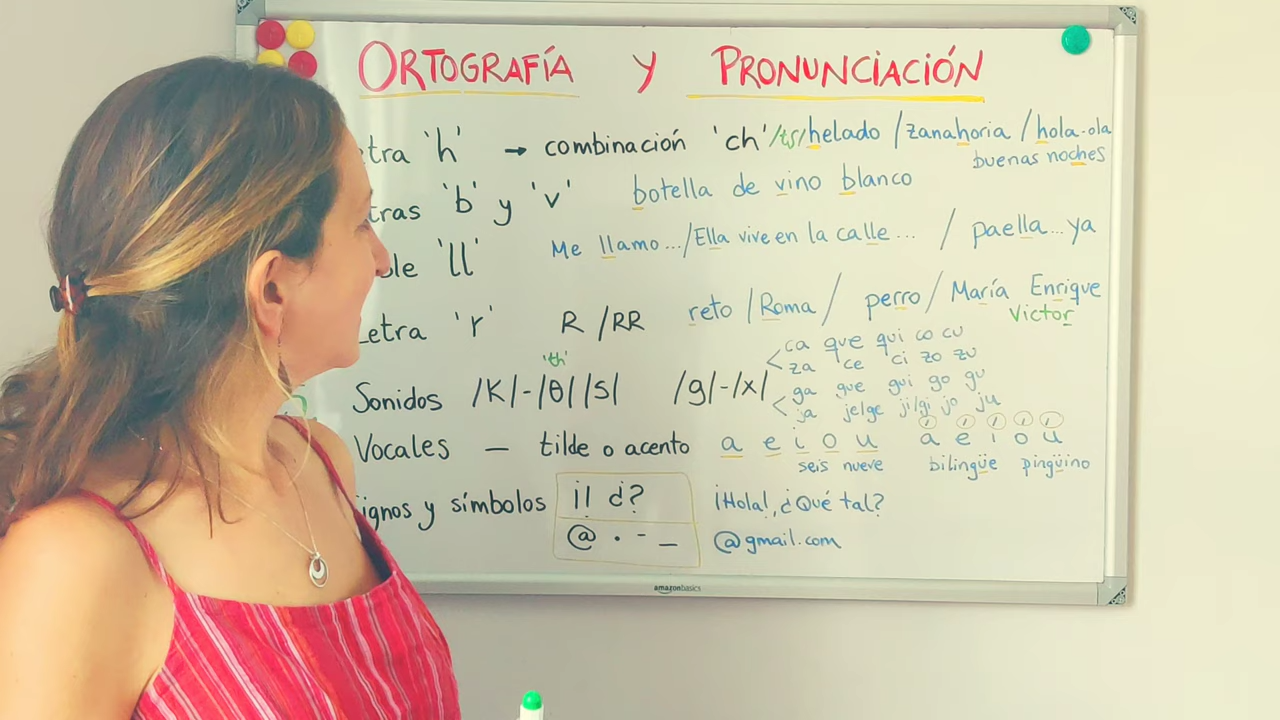 ORTOGRAFÍA Y PRONUNCIACIÓN
tra 'h' → combinación 'ch' /tʃ/ helado / zanahoria / hola-ola
buenas noches
tras 'b' y 'v' botella de vino blanco
ble 'll' Me llamo... / Ella vive en la calle ... / paella...ya
Letra 'r' R / RR reto / Roma / perro / María Enrique
Victor
ca que qui co cu
'th' za ce ci zo zu
Sonidos /K/-/θ/ /s/ /g/-/x/ ga gue gui go gu
ja je/ge ji/gi jo ju
Vocales — tilde o acento a e i o u a e i o u
seis nueve bilingüe pingüino
ignos y símbolos ¡! ¿? ¡Hola!, ¿Qué tal?
@ . - _ @gmail.com
amazonbasics